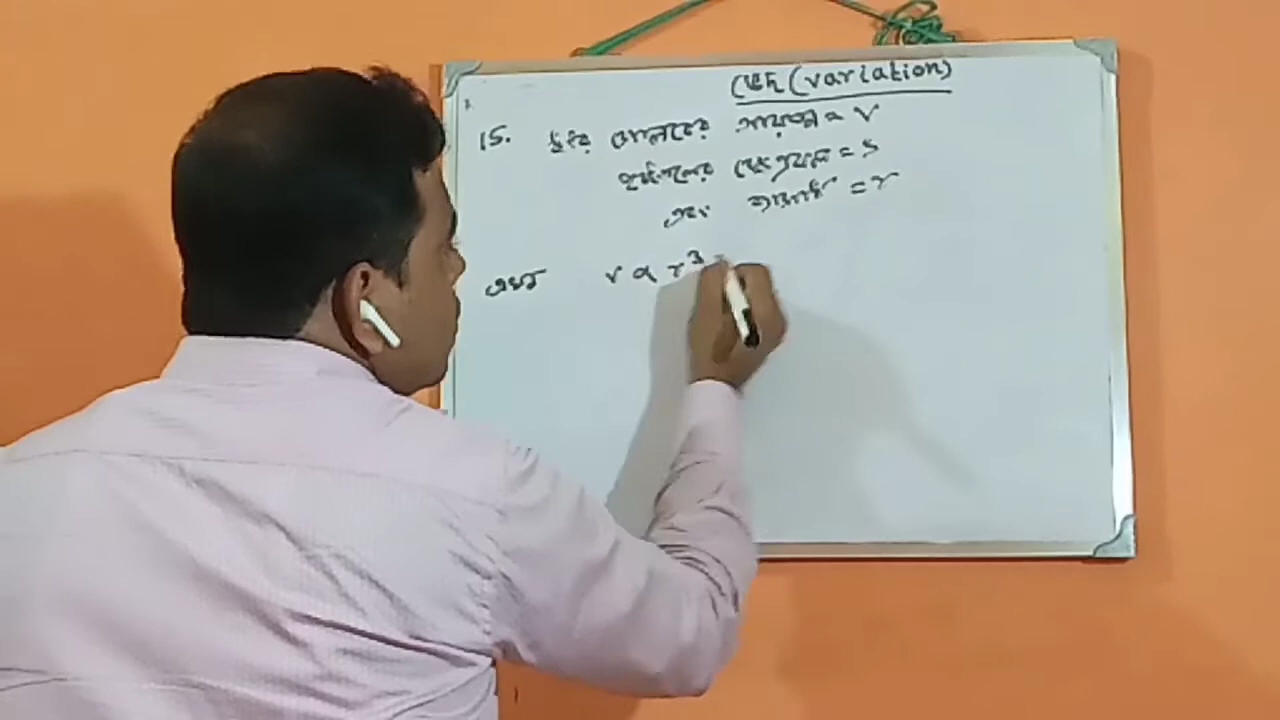 ভেদ (variation)
15. ধরি গোলকের আয়তন = V
পৃষ্ঠতলের ক্ষেত্রফল = S
এবং ব্যাসার্ধ = r
এখন V ∝ r³